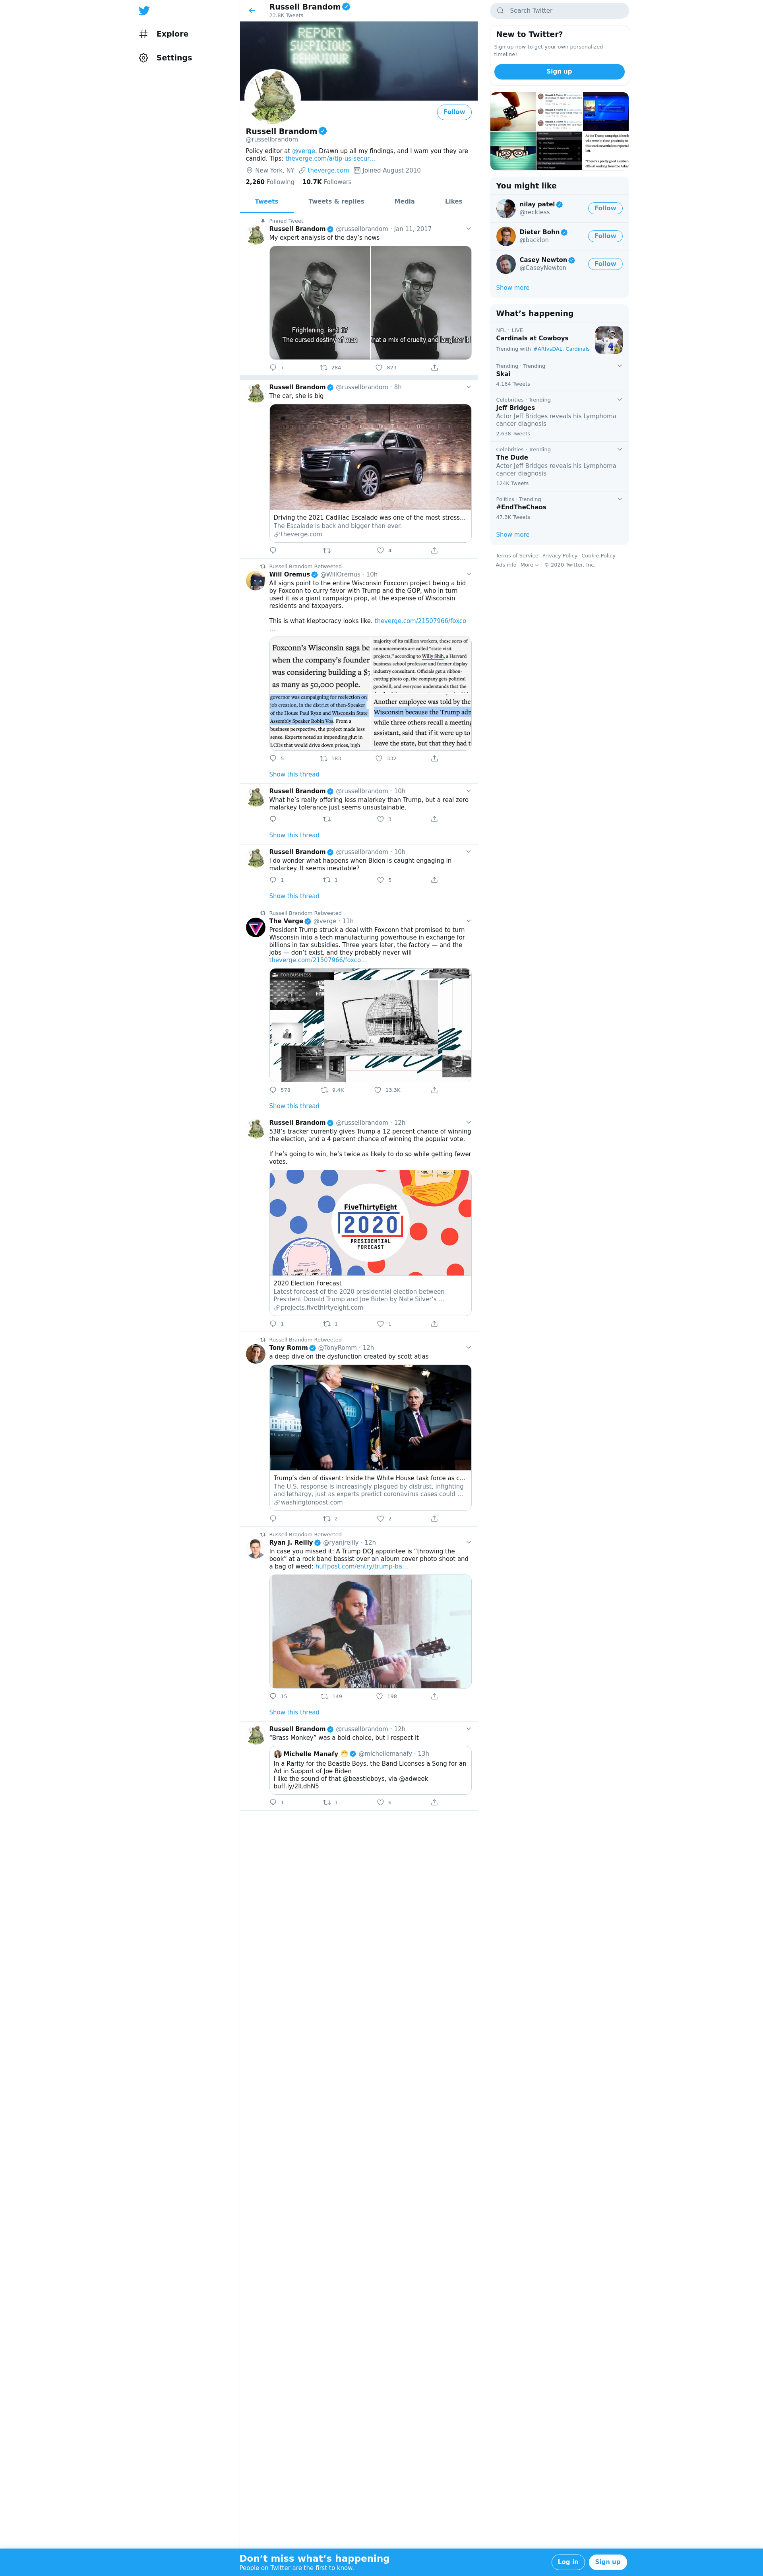 Explore
Settings
Russell Brandom
23.8K Tweets
REPORT
SUSPICIOUS
BEHAVIOUR
Follow
Russell Brandom
@russellbrandom
Policy editor at @verge. Drawn up all my findings, and I warn you they are
candid. Tips: theverge.com/a/tip-us-secur...
New York, NY theverge.com Joined August 2010
2,260 Following 10.7K Followers
Tweets Tweets & replies Media Likes
Pinned Tweet
Russell Brandom @russellbrandom · Jan 11, 2017
My expert analysis of the day's news
Frightening, isn't it?
The cursed destiny of man
that a mix of cruelty and laughter it
7 284 823
Russell Brandom @russellbrandom · 8h
The car, she is big
Driving the 2021 Cadillac Escalade was one of the most stress...
The Escalade is back and bigger than ever.
theverge.com
4
Russell Brandom Retweeted
Will Oremus @WillOremus · 10h
All signs point to the entire Wisconsin Foxconn project being a bid
by Foxconn to curry favor with Trump and the GOP, who in turn
used it as a giant campaign prop, at the expense of Wisconsin
residents and taxpayers.
This is what kleptocracy looks like. theverge.com/21507966/foxco
...
Foxconn's Wisconsin saga be
when the company's founder
was considering building a $7
as many as 50,000 people.
majority of its million workers, these sorts of
announcements are called "state visit
projects," according to Willy Shih, a Harvard
business school professor and former display
industry consultant. Officials get a ribbon-
cutting photo op, the company gets political
goodwill, and everyone understands that the
governor was campaigning for reelection on
job creation, in the district of then-Speaker
of the House Paul Ryan and Wisconsin State
Assembly Speaker Robin Vos. From a
business perspective, the project made less
sense. Experts noted an impending glut in
LCDs that would drive down prices, high
Another employee was told by the
Wisconsin because the Trump adm
while three others recall a meeting
assistant, said that if it were up to
leave the state, but that they had t
5 183 332
Show this thread
Russell Brandom @russellbrandom · 10h
What he's really offering less malarkey than Trump, but a real zero
malarkey tolerance just seems unsustainable.
3
Show this thread
Russell Brandom @russellbrandom · 10h
I do wonder what happens when Biden is caught engaging in
malarkey. It seems inevitable?
1 1 5
Show this thread
Russell Brandom Retweeted
The Verge @verge · 11h
President Trump struck a deal with Foxconn that promised to turn
Wisconsin into a tech manufacturing powerhouse in exchange for
billions in tax subsidies. Three years later, the factory — and the
jobs — don't exist, and they probably never will
theverge.com/21507966/foxco...
FOR BUSINESS
578 9.4K 13.3K
Show this thread
Russell Brandom @russellbrandom · 12h
538's tracker currently gives Trump a 12 percent chance of winning
the election, and a 4 percent chance of winning the popular vote.
If he's going to win, he's twice as likely to do so while getting fewer
votes.
FiveThirtyEight
2020
PRESIDENTIAL
FORECAST
2020 Election Forecast
Latest forecast of the 2020 presidential election between
President Donald Trump and Joe Biden by Nate Silver's ...
projects.fivethirtyeight.com
1 1 1
Russell Brandom Retweeted
Tony Romm @TonyRomm · 12h
a deep dive on the dysfunction created by scott atlas
Trump's den of dissent: Inside the White House task force as c...
The U.S. response is increasingly plagued by distrust, infighting
and lethargy, just as experts predict coronavirus cases could ...
washingtonpost.com
2 2
Russell Brandom Retweeted
Ryan J. Reilly @ryanjreilly · 12h
In case you missed it: A Trump DOJ appointee is "throwing the
book" at a rock band bassist over an album cover photo shoot and
a bag of weed: huffpost.com/entry/trump-ba...
15 149 198
Show this thread
Russell Brandom @russellbrandom · 12h
"Brass Monkey" was a bold choice, but I respect it
Michelle Manafy @michellemanafy · 13h
In a Rarity for the Beastie Boys, the Band Licenses a Song for an
Ad in Support of Joe Biden
I like the sound of that @beastieboys, via @adweek
buff.ly/2ILdhN5
1 1 6
Search Twitter
New to Twitter?
Sign up now to get your own personalized
timeline!
Sign up
You might like
nilay patel
@reckless
Follow
Dieter Bohn
@backlon
Follow
Casey Newton
@CaseyNewton
Follow
Show more
What's happening
NFL · LIVE
Cardinals at Cowboys
Trending with #ARIvsDAL, Cardinals
Trending · Trending
Skai
4,164 Tweets
Celebrities · Trending
Jeff Bridges
Actor Jeff Bridges reveals his Lymphoma
cancer diagnosis
2,638 Tweets
Celebrities · Trending
The Dude
Actor Jeff Bridges reveals his Lymphoma
cancer diagnosis
124K Tweets
Politics · Trending
#EndTheChaos
47.3K Tweets
Show more
Terms of Service Privacy Policy Cookie Policy
Ads info More © 2020 Twitter, Inc.
Don't miss what's happening
People on Twitter are the first to know.
Log in Sign up